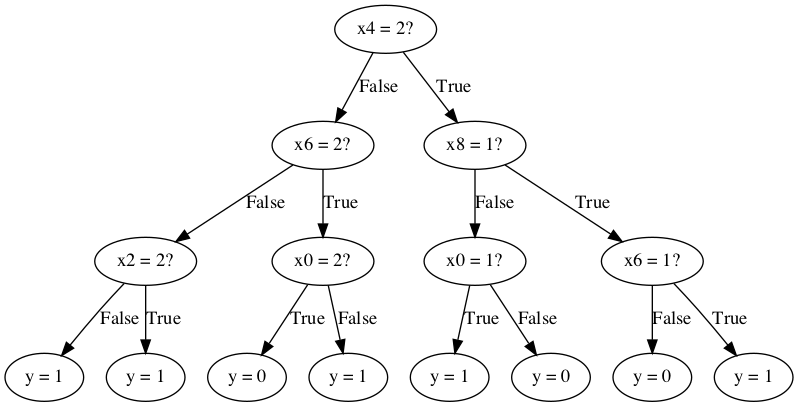 x4 = 2?
False
True
x6 = 2?
x8 = 1?
False
True
False
True
x2 = 2?
x0 = 2?
x0 = 1?
x6 = 1?
False
True
True
False
True
False
False
True
y = 1
y = 1
y = 0
y = 1
y = 1
y = 0
y = 0
y = 1